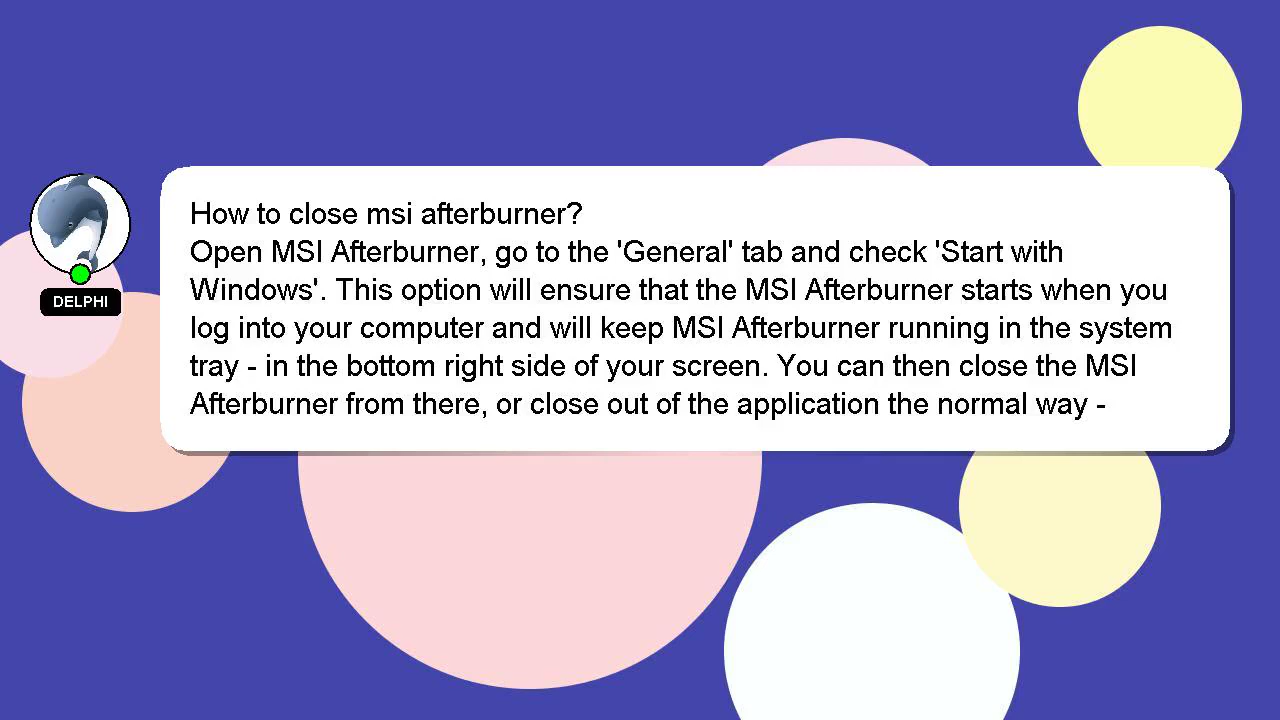 How to close msi afterburner?
Open MSI Afterburner, go to the 'General' tab and check 'Start with
Windows'. This option will ensure that the MSI Afterburner starts when you
log into your computer and will keep MSI Afterburner running in the system
tray - in the bottom right side of your screen. You can then close the MSI
Afterburner from there, or close out of the application the normal way -
DELPHI